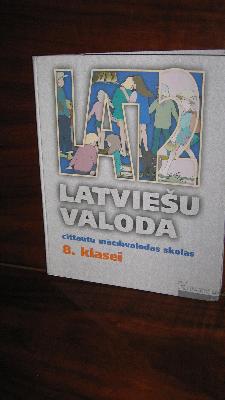 LAT2
LATVIEŠU
VALODA
cittautu mācībvalodas skolas
8. klasei